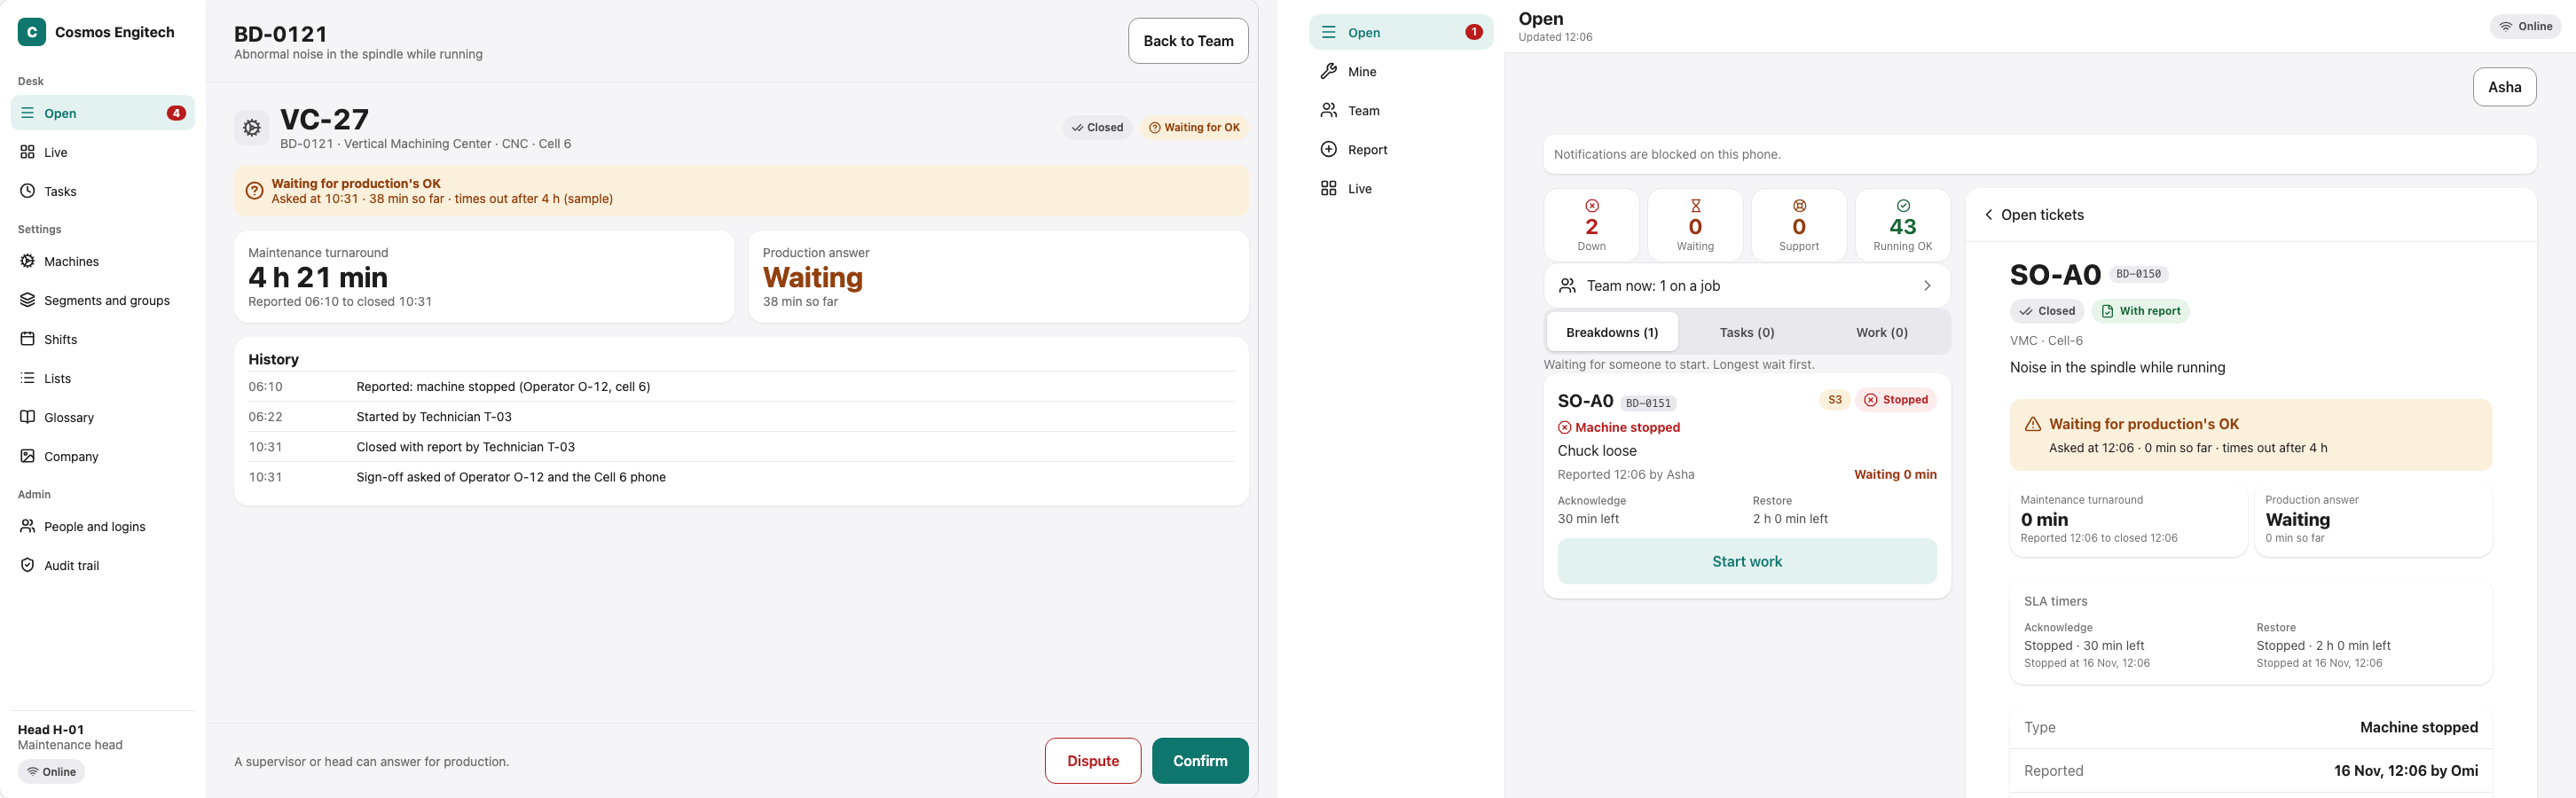 C Cosmos Engitech
Desk
Open 4
Live
Tasks
Settings
Machines
Segments and groups
Shifts
Lists
Glossary
Company
Admin
People and logins
Audit trail
Head H-01
Maintenance head
Online
BD-0121
Abnormal noise in the spindle while running
Back to Team
VC-27
BD-0121 · Vertical Machining Center · CNC · Cell 6
Closed
Waiting for OK
Waiting for production's OK
Asked at 10:31 · 38 min so far · times out after 4 h (sample)
Maintenance turnaround
4 h 21 min
Reported 06:10 to closed 10:31
Production answer
Waiting
38 min so far
History
06:10 Reported: machine stopped (Operator O-12, cell 6)
06:22 Started by Technician T-03
10:31 Closed with report by Technician T-03
10:31 Sign-off asked of Operator O-12 and the Cell 6 phone
A supervisor or head can answer for production.
Dispute
Confirm
Open 1
Mine
Team
Report
Live
Open
Updated 12:06
Online
Asha
Notifications are blocked on this phone.
2
Down
0
Waiting
0
Support
43
Running OK
Team now: 1 on a job
Breakdowns (1)
Tasks (0)
Work (0)
Waiting for someone to start. Longest wait first.
SO-A0 BD-0151
S3
Stopped
Machine stopped
Chuck loose
Reported 12:06 by Asha
Waiting 0 min
Acknowledge
30 min left
Restore
2 h 0 min left
Start work
Open tickets
SO-A0 BD-0150
Closed
With report
VMC · Cell-6
Noise in the spindle while running
Waiting for production's OK
Asked at 12:06 · 0 min so far · times out after 4 h
Maintenance turnaround
0 min
Reported 12:06 to closed 12:06
Production answer
Waiting
0 min so far
SLA timers
Acknowledge
Stopped · 30 min left
Stopped at 16 Nov, 12:06
Restore
Stopped · 2 h 0 min left
Stopped at 16 Nov, 12:06
Type Machine stopped
Reported 16 Nov, 12:06 by Omi